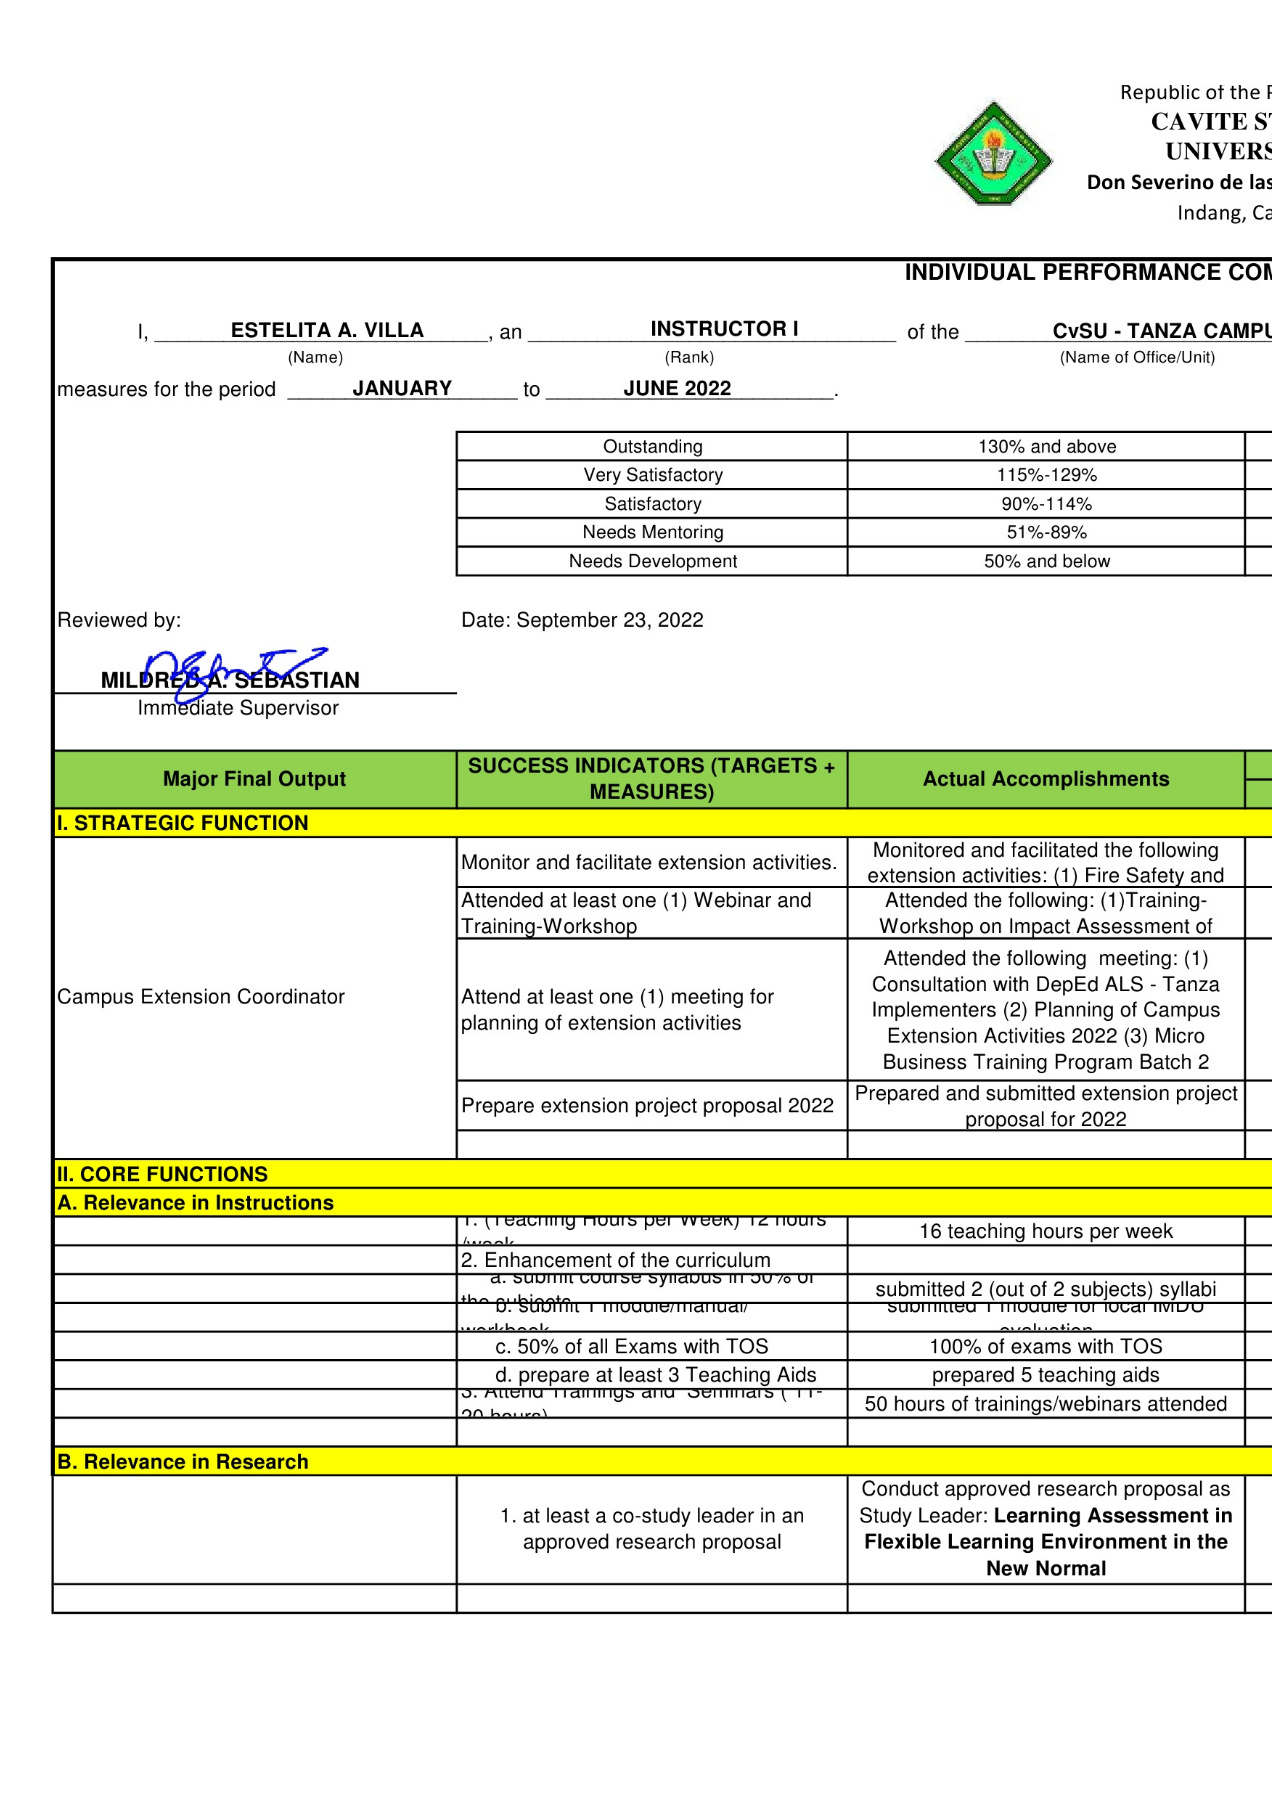 Republic of the
CAVITE
UNIVERS
Don Severino de las
Indang, Ca
INDIVIDUAL PERFORMANCE COM
I, ESTELITA A. VILLA, an INSTRUCTOR I of the CvSU - TANZA CAMPU
(Name) (Rank) (Name of Office/Unit)
measures for the period JANUARY to JUNE 2022.
Outstanding 130% and above
Very Satisfactory 115%-129%
Satisfactory 90%-114%
Needs Mentoring 51%-89%
Needs Development 50% and below
Reviewed by: Date: September 23, 2022
MILDRED A. SEBASTIAN
Immediate Supervisor
Major Final Output
SUCCESS INDICATORS (TARGETS +
MEASURES)
Actual Accomplishments
I. STRATEGIC FUNCTION
Campus Extension Coordinator
Monitor and facilitate extension activities.
Monitored and facilitated the following
extension activities: (1) Fire Safety and
Attended at least one (1) Webinar and
Training-Workshop
Attended the following: (1)Training-
Workshop on Impact Assessment of
Attend at least one (1) meeting for
planning of extension activities
Attended the following meeting: (1)
Consultation with DepEd ALS - Tanza
Implementers (2) Planning of Campus
Extension Activities 2022 (3) Micro
Business Training Program Batch 2
Prepare extension project proposal 2022
Prepared and submitted extension project
proposal for 2022
II. CORE FUNCTIONS
A. Relevance in Instructions
1. (Teaching Hours per Week) 12 hours
/week
16 teaching hours per week
2. Enhancement of the curriculum
a. submit course syllabus in 50% of
the subjects
submitted 2 (out of 2 subjects) syllabi
b. submit 1 module/manual/
workbook
submitted 1 module for local IMDU
evaluation
c. 50% of all Exams with TOS
100% of exams with TOS
d. prepare at least 3 Teaching Aids
prepared 5 teaching aids
3. Attend Trainings and Seminars ( 11-
20 hours)
50 hours of trainings/webinars attended
B. Relevance in Research
1. at least a co-study leader in an
approved research proposal
Conduct approved research proposal as
Study Leader: Learning Assessment in
Flexible Learning Environment in the
New Normal